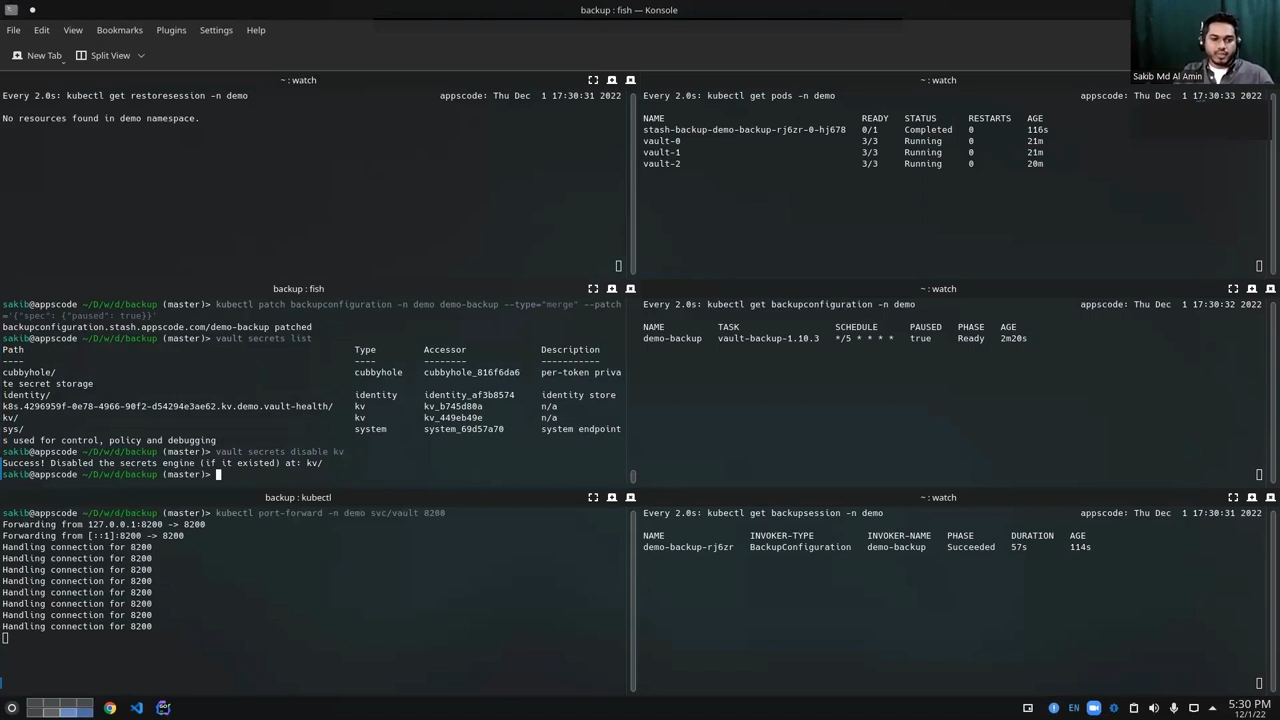 backup : fish — Konsole
File Edit View Bookmarks Plugins Settings Help
New Tab Split View
Sakib Md Al Amin
~ : watch
Every 2.0s: kubectl get restoresession -n demo appscode: Thu Dec 1 17:30:31 2022
No resources found in demo namespace.
~ : watch
Every 2.0s: kubectl get pods -n demo appscode: Thu Dec 1 17:30:33 2022
NAME READY STATUS RESTARTS AGE
stash-backup-demo-backup-rj6zr-0-hj678 0/1 Completed 0 116s
vault-0 3/3 Running 0 21m
vault-1 3/3 Running 0 21m
vault-2 3/3 Running 0 20m
backup : fish
sakib@appscode ~/D/w/d/backup (master)> kubectl patch backupconfiguration -n demo demo-backup --type="merge" --patch
='{"spec": {"paused": true}}'
backupconfiguration.stash.appscode.com/demo-backup patched
sakib@appscode ~/D/w/d/backup (master)> vault secrets list
Path Type Accessor Description
---- ---- -------- -----------
cubbyhole/ cubbyhole cubbyhole_816f6da6 per-token priva
te secret storage
identity/ identity identity_af3b8574 identity store
k8s.4296959f-0e78-4966-90f2-d54294e3ae62.kv.demo.vault-health/ kv kv_b745d80a n/a
kv/ kv kv_449eb49e n/a
sys/ system system_69d57a70 system endpoint
s used for control, policy and debugging
sakib@appscode ~/D/w/d/backup (master)> vault secrets disable kv
Success! Disabled the secrets engine (if it existed) at: kv/
sakib@appscode ~/D/w/d/backup (master)>
~ : watch
Every 2.0s: kubectl get backupconfiguration -n demo appscode: Thu Dec 1 17:30:32 2022
NAME TASK SCHEDULE PAUSED PHASE AGE
demo-backup vault-backup-1.10.3 */5 * * * * true Ready 2m20s
backup : kubectl
sakib@appscode ~/D/w/d/backup (master)> kubectl port-forward -n demo svc/vault 8200
Forwarding from 127.0.0.1:8200 -> 8200
Forwarding from [::1]:8200 -> 8200
Handling connection for 8200
Handling connection for 8200
Handling connection for 8200
Handling connection for 8200
Handling connection for 8200
Handling connection for 8200
Handling connection for 8200
Handling connection for 8200
~ : watch
Every 2.0s: kubectl get backupsession -n demo appscode: Thu Dec 1 17:30:31 2022
NAME INVOKER-TYPE INVOKER-NAME PHASE DURATION AGE
demo-backup-rj6zr BackupConfiguration demo-backup Succeeded 57s 114s
EN
5:30 PM
12/1/22